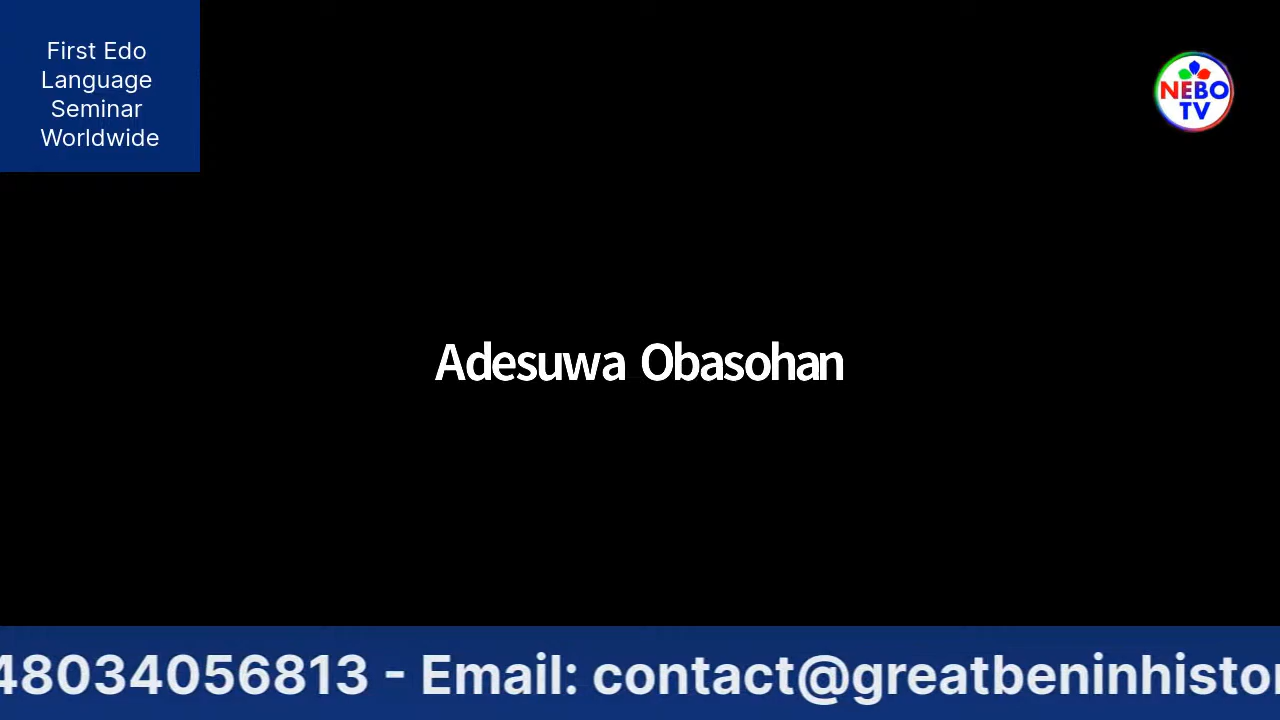 First Edo
Language
Seminar
Worldwide
NEBO
TV
Adesuwa Obasohan
48034056813 - Email: contact@greatbeninhistor